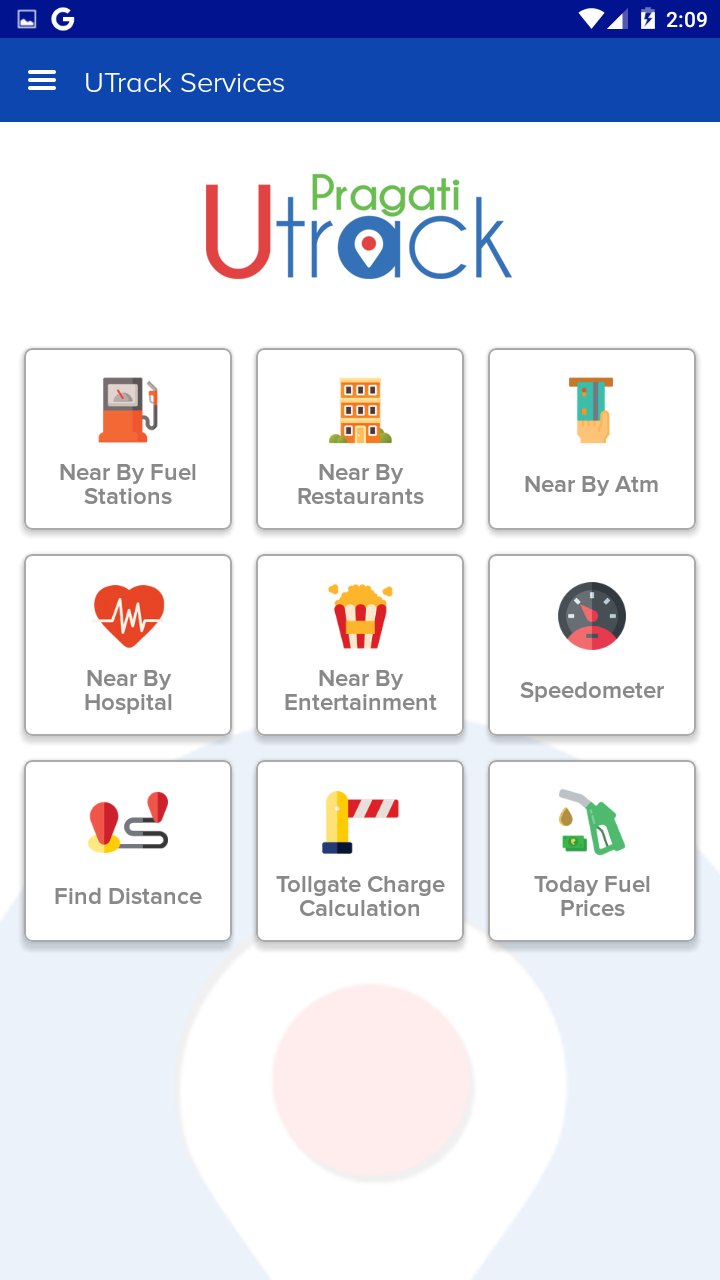 2:09
UTrack Services
Pragati
Utrack
Near By Fuel
Stations
Near By
Restaurants
Near By Atm
Near By
Hospital
Near By
Entertainment
Speedometer
Find Distance
Tollgate Charge
Calculation
Today Fuel
Prices